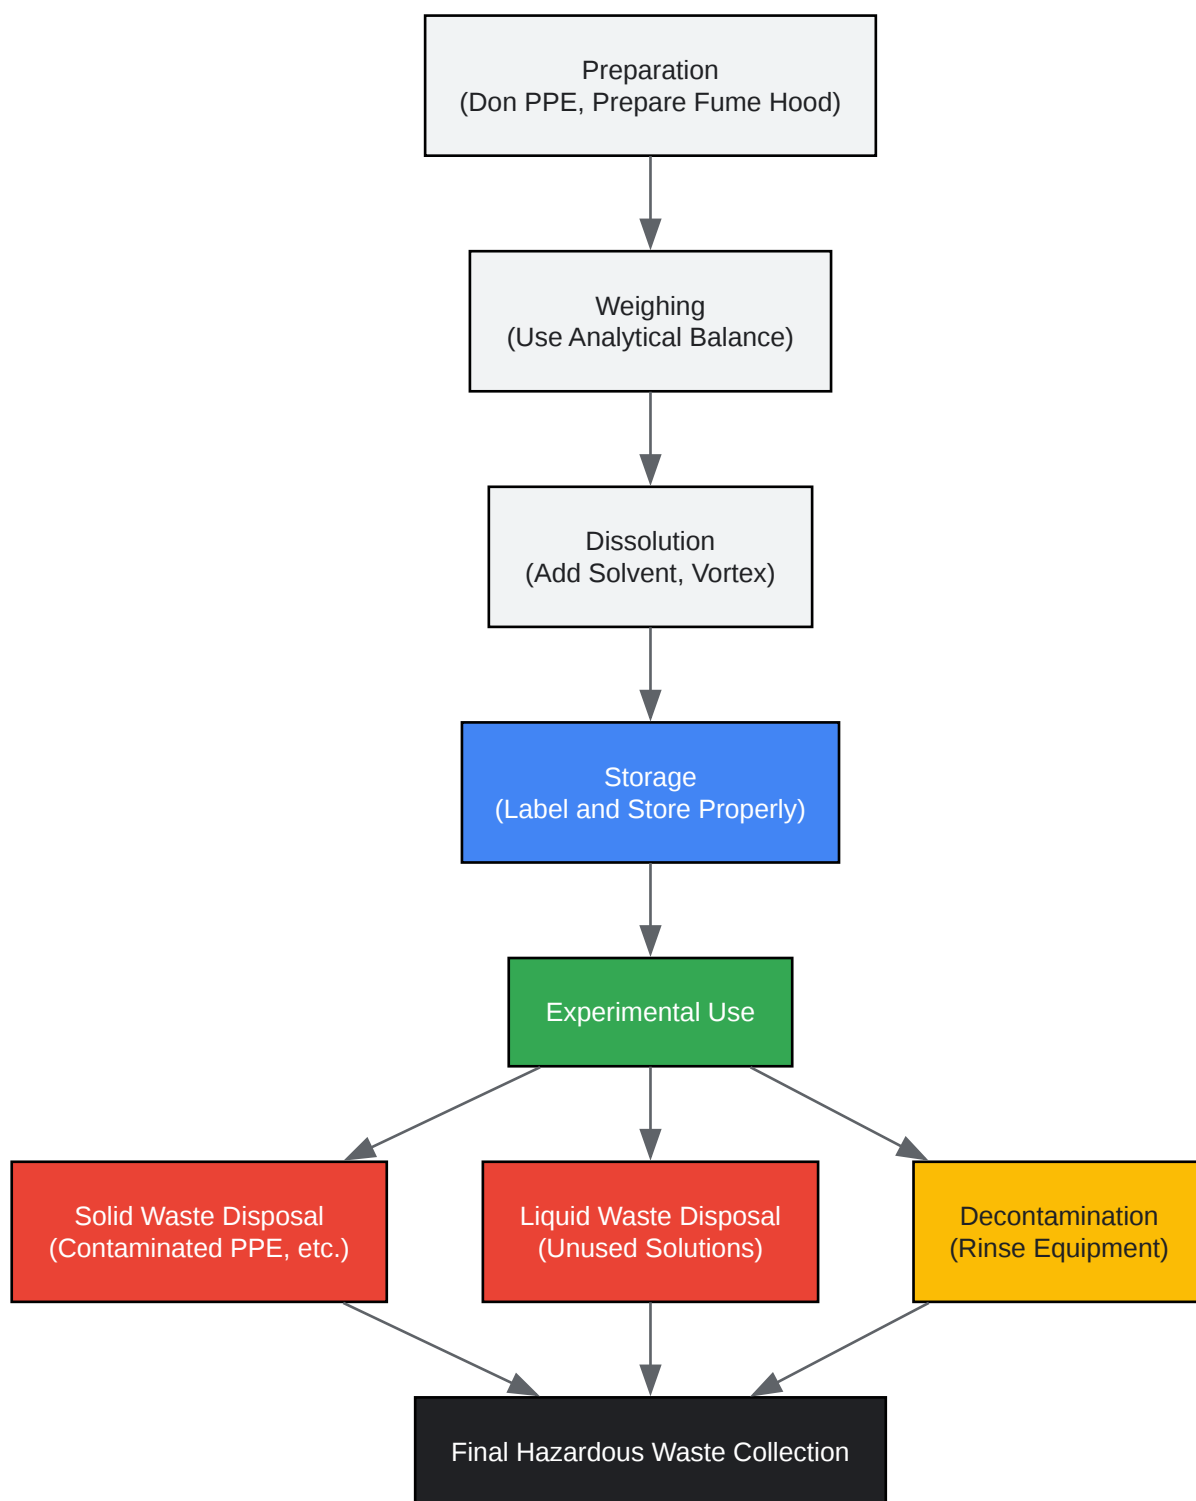 Preparation
(Don PPE, Prepare Fume Hood)
Weighing
(Use Analytical Balance)
Dissolution
(Add Solvent, Vortex)
Storage
(Label and Store Properly)
Experimental Use
Solid Waste Disposal
(Contaminated PPE, etc.)
Liquid Waste Disposal
(Unused Solutions)
Decontamination
(Rinse Equipment)
Final Hazardous Waste Collection